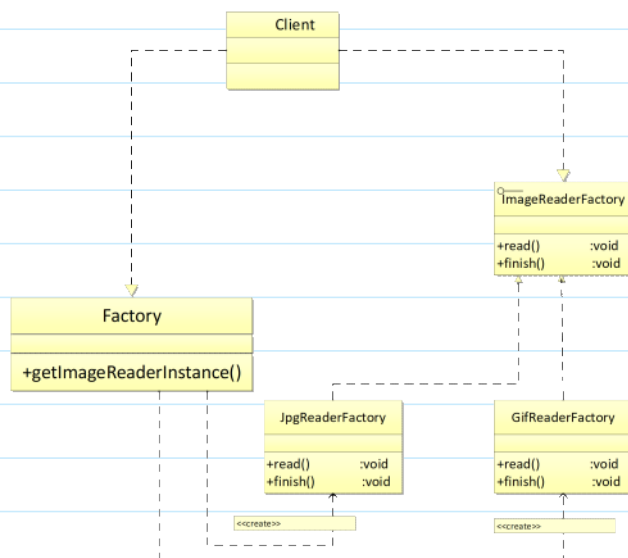 Client
ImageReaderFactory
+read() :void
+finish() :void
Factory
+getImageReaderInstance()
JpgReaderFactory
+read() :void
+finish() :void
GifReaderFactory
+read() :void
+finish() :void
<<create>>
<<create>>